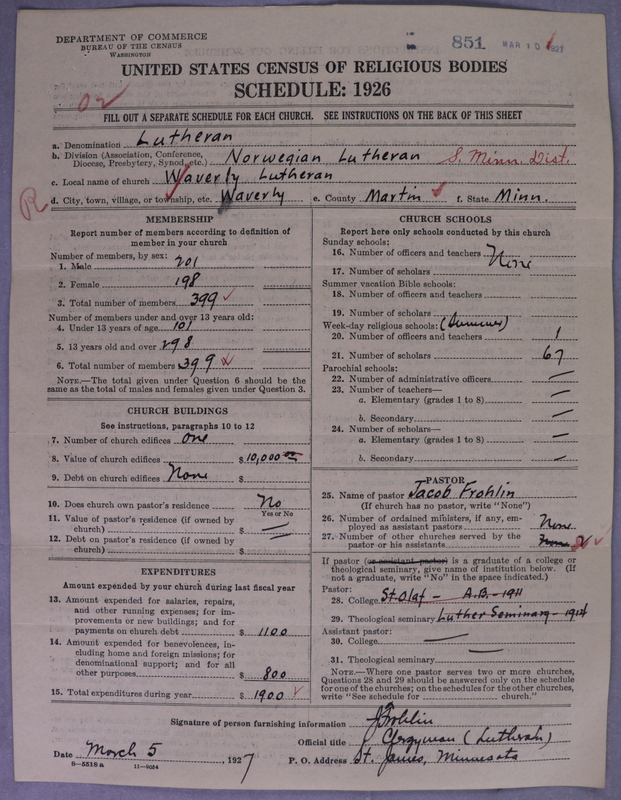 DEPARTMENT OF COMMERCE
BUREAU OF THE CENSUS
WASHINGTON
851 MAR 10 1927
UNITED STATES CENSUS OF RELIGIOUS BODIES
SCHEDULE: 1926
02
FILL OUT A SEPARATE SCHEDULE FOR EACH CHURCH. SEE INSTRUCTIONS ON THE BACK OF THIS SHEET
a. Denomination Lutheran
b. Division (Association, Conference, Diocese, Presbytery, Synod, etc.) Norwegian Lutheran S. Minn. Dist.
c. Local name of church Waverly Lutheran
R d. City, town, village, or township, etc. Waverly e. County Martin f. State Minn.
MEMBERSHIP
Report number of members according to definition of
member in your church
Number of members, by sex:
1. Male 201
2. Female 198
3. Total number of members 399
Number of members under and over 13 years old:
4. Under 13 years of age 101
5. 13 years old and over 298
6. Total number of members 399
NOTE.—The total given under Question 6 should be the
same as the total of males and females given under Question 3.
CHURCH BUILDINGS
See instructions, paragraphs 10 to 12
7. Number of church edifices one
8. Value of church edifices $ 10,000 00
9. Debt on church edifices None $
10. Does church own pastor's residence No
Yes or No
11. Value of pastor's residence (if owned by
church) $ —
12. Debt on pastor's residence (if owned by
church) $ —
EXPENDITURES
Amount expended by your church during last fiscal year
13. Amount expended for salaries, repairs,
and other running expenses; for im-
provements or new buildings; and for
payments on church debt $ 1100
14. Amount expended for benevolences, in-
cluding home and foreign missions; for
denominational support; and for all
other purposes $ 800
15. Total expenditures during year $ 1900
CHURCH SCHOOLS
Report here only schools conducted by this church
Sunday schools:
16. Number of officers and teachers None
17. Number of scholars
Summer vacation Bible schools:
18. Number of officers and teachers
19. Number of scholars
Week-day religious schools: (Summer)
20. Number of officers and teachers 1
21. Number of scholars 67
Parochial schools:
22. Number of administrative officers —
23. Number of teachers—
a. Elementary (grades 1 to 8) —
b. Secondary —
24. Number of scholars—
a. Elementary (grades 1 to 8) —
b. Secondary —
PASTOR
25. Name of pastor Jacob Frohlin
(If church has no pastor, write "None")
26. Number of ordained ministers, if any, em-
ployed as assistant pastors None
27. Number of other churches served by the
pastor or his assistants 2
If pastor (or assistant pastor) is a graduate of a college or
theological seminary, give name of institution below. (If
not a graduate, write "No" in the space indicated.)
Pastor:
28. College St. Olaf – A.B – 1911
29. Theological seminary Luther Seminary – 1914
Assistant pastor:
30. College —
31. Theological seminary —
NOTE.—Where one pastor serves two or more churches,
Questions 28 and 29 should be answered only on the schedule
for one of the churches; on the schedules for the other churches,
write "See schedule for church."
Signature of person furnishing information J Frohlin
Official title Clergyman (Lutheran)
Date March 5, 1927 P. O. Address St. James, Minnesota
8—5518a 11—9054